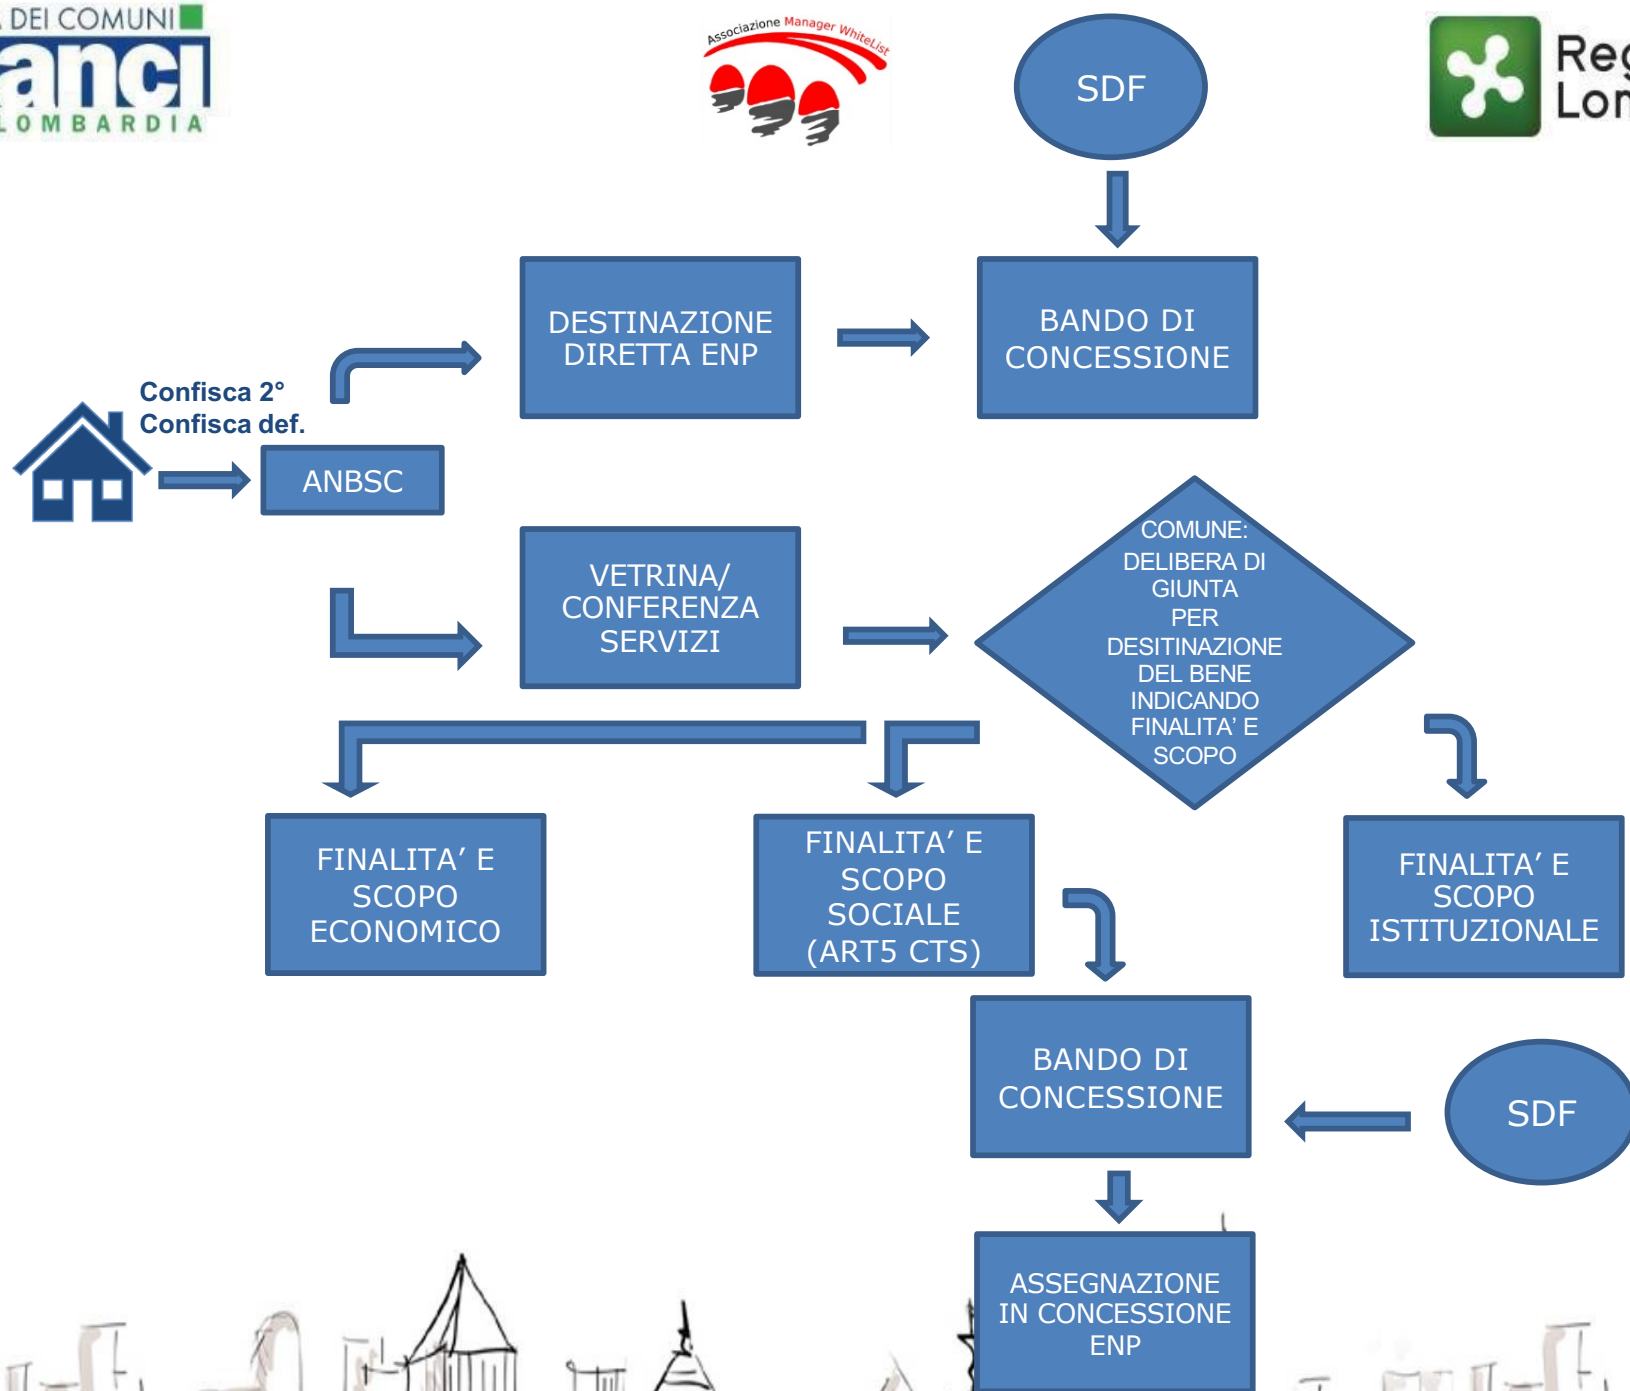 DEI COMUNI
anci
LOMBARDIA
Associazione Manager WhiteList
SDF
DESTINAZIONE
DIRETTA ENP
BANDO DI
CONCESSIONE
Confisca 2°
Confisca def.
ANBSC
VETRINA/
CONFERENZA
SERVIZI
COMUNE:
DELIBERA DI
GIUNTA
PER
DESITINAZIONE
DEL BENE
INDICANDO
FINALITA’ E
SCOPO
FINALITA’ E
SCOPO
ECONOMICO
FINALITA’ E
SCOPO
SOCIALE
(ART5 CTS)
FINALITA’ E
SCOPO
ISTITUZIONALE
BANDO DI
CONCESSIONE
SDF
ASSEGNAZIONE
IN CONCESSIONE
ENP